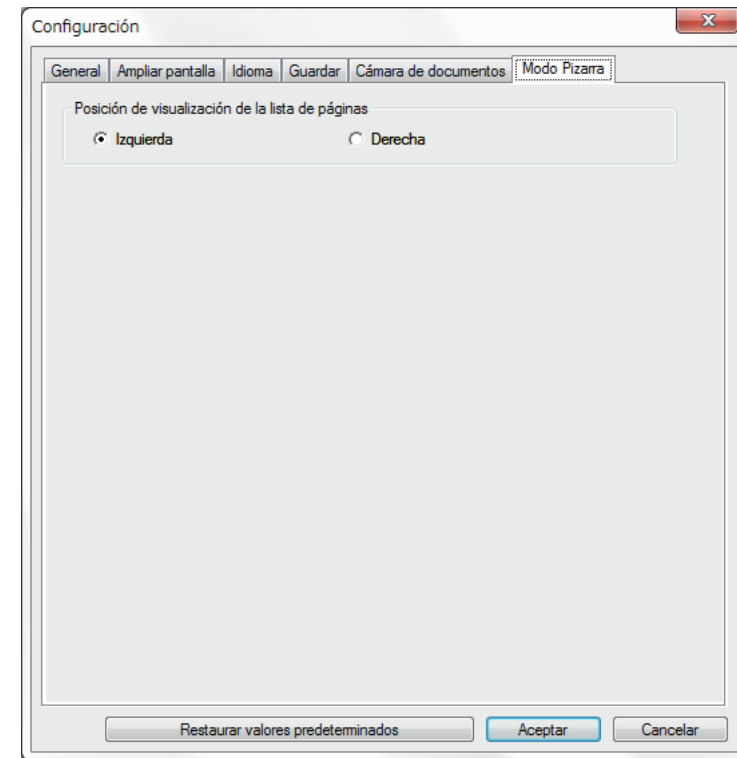 Configuración
General Ampliar pantalla Idioma Guardar Cámara de documentos Modo Pizarra
Posición de visualización de la lista de páginas
Izquierda Derecha
Restaurar valores predeterminados Aceptar Cancelar